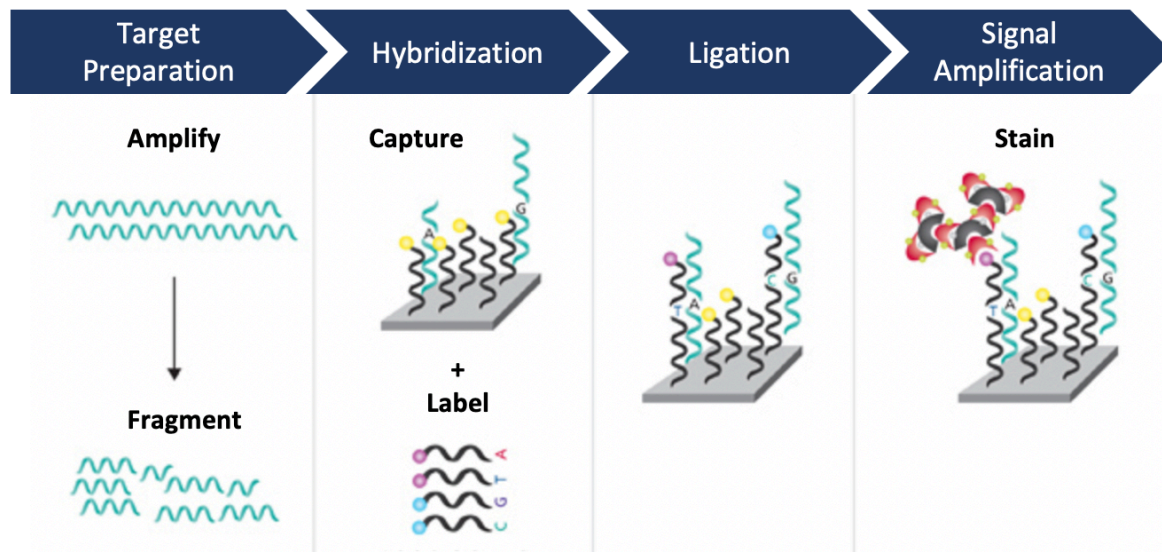 Target
Preparation
Hybridization
Ligation
Signal
Amplification
Amplify
Fragment
Capture
A
G
+
Label
A
T
G
C
T
A
C
G
Stain
T
A
C
G